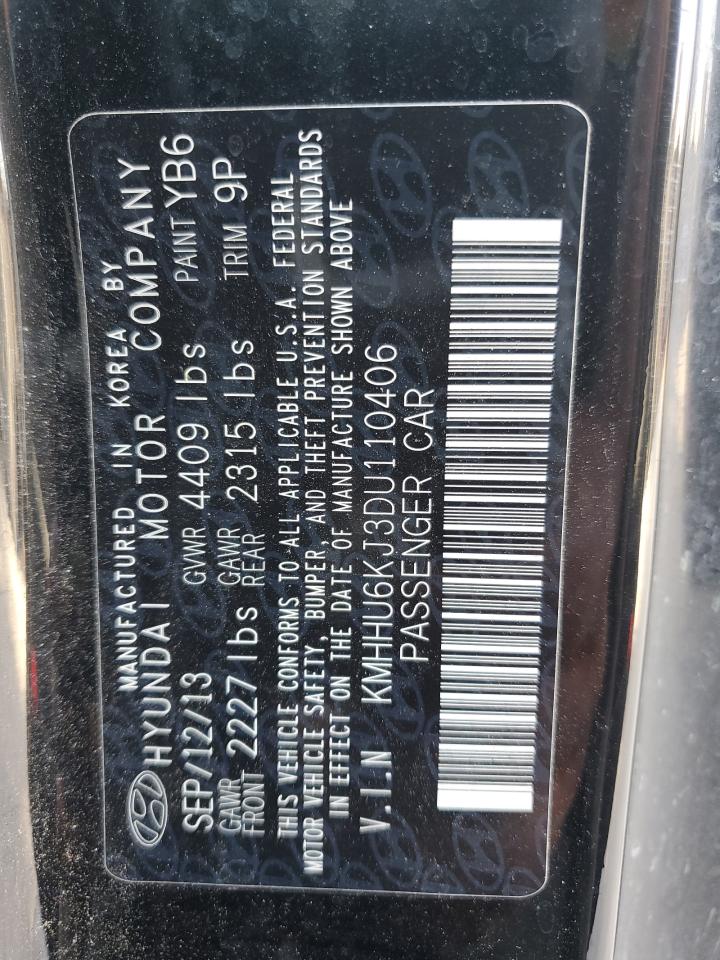 MANUFACTURED IN KOREA BY
HYUNDAI MOTOR COMPANY
SEP/12/13 GVWR 4409 lbs PAINT YB6
GAWR FRONT 2227 lbs GAWR REAR 2315 lbs TRIM 9P
THIS VEHICLE CONFORMS TO ALL APPLICABLE U.S.A. FEDERAL
MOTOR VEHICLE SAFETY, BUMPER AND THEFT PREVENTION STANDARDS
IN EFFECT ON THE DATE OF MANUFACTURE SHOWN ABOVE
V.I.N KMHHU6KJ3DU110406
PASSENGER CAR